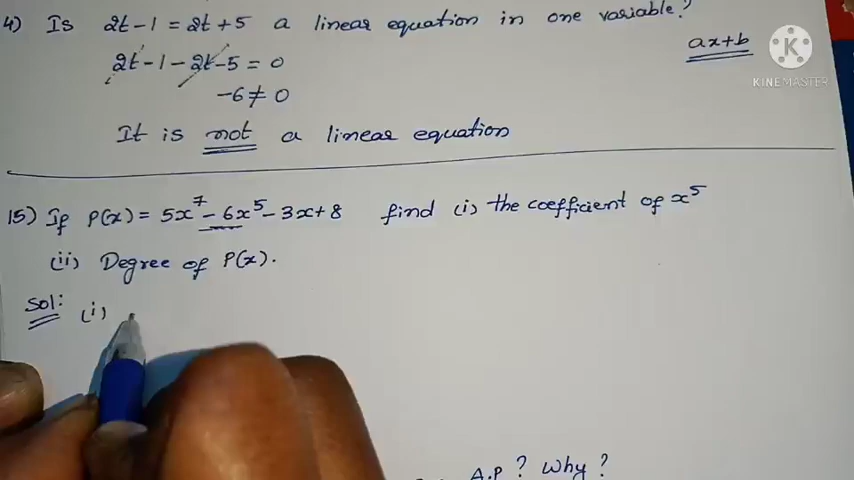 4) Is 2t-1 = 2t+5 a linear equation in one variable?
ax+b
2t-1-2t-5 = 0
-6 ≠ 0
It is not a linear equation
K
KINEMASTER
15) If P(x) = 5x⁷ - 6x⁵ - 3x + 8 find (i) the coefficient of x⁵
(ii) Degree of P(x).
Sol: (i)
A.P ? Why ?